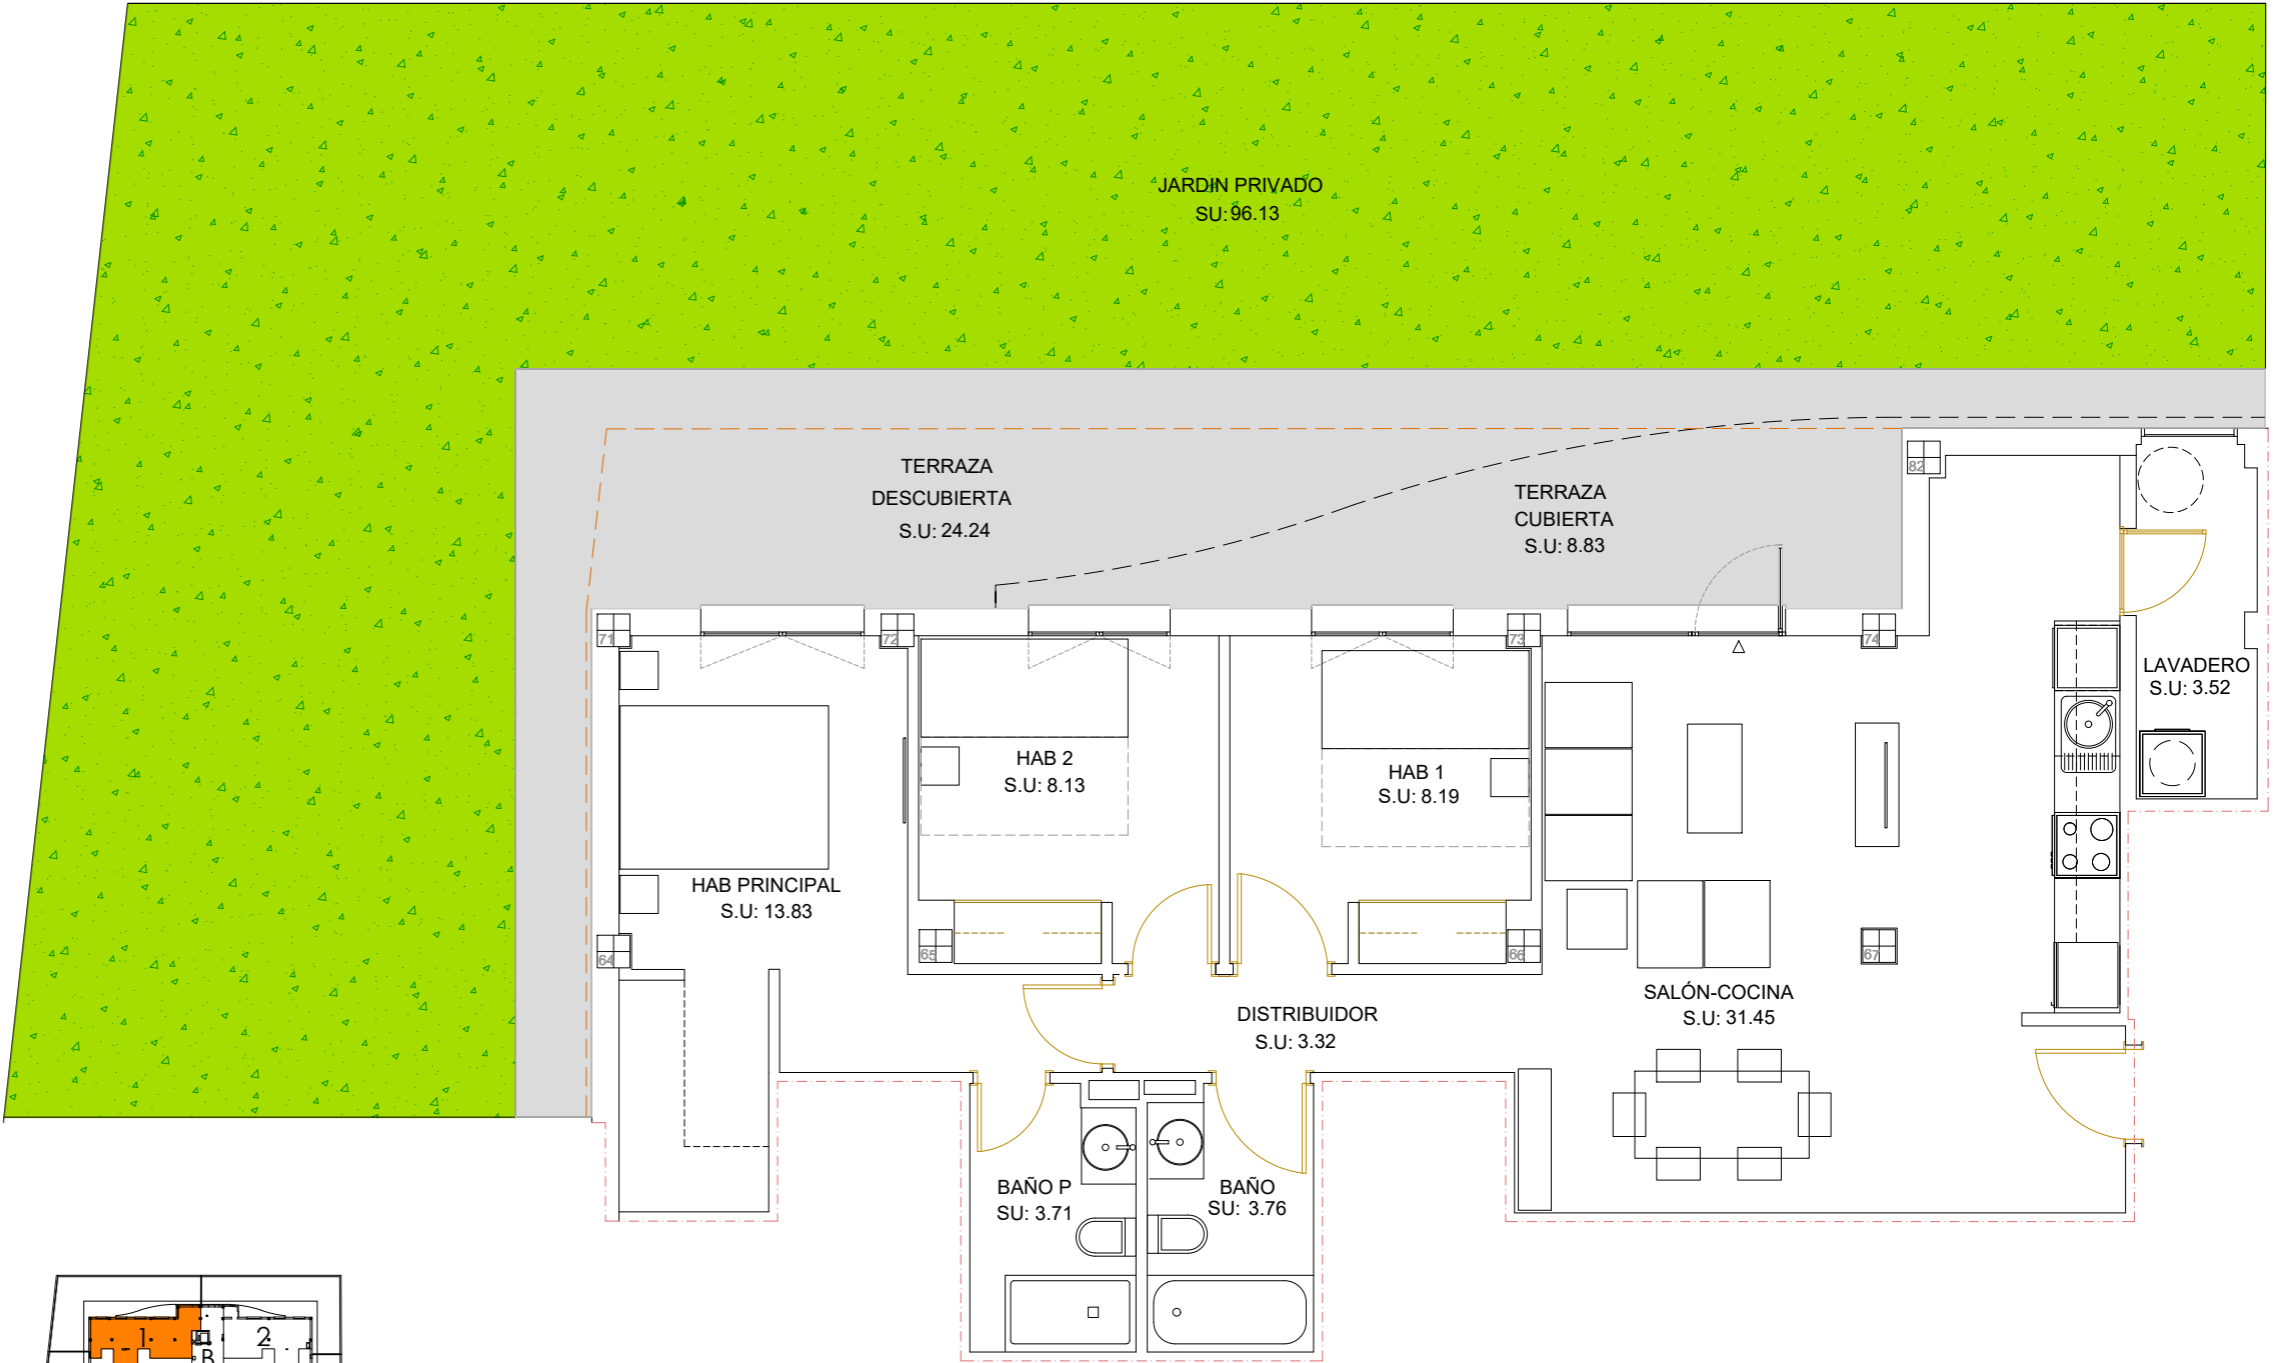 JARDIN PRIVADO
SU: 96.13
TERRAZA
DESCUBIERTA
S.U: 24.24
TERRAZA
CUBIERTA
S.U: 8.83
82
71
72
73
74
LAVADERO
S.U: 3.52
HAB 2
S.U: 8.13
HAB 1
S.U: 8.19
HAB PRINCIPAL
S.U: 13.83
64
65
66
67
SALÓN-COCINA
S.U: 31.45
DISTRIBUIDOR
S.U: 3.32
BAÑO P
SU: 3.71
BAÑO
SU: 3.76
1
2
B